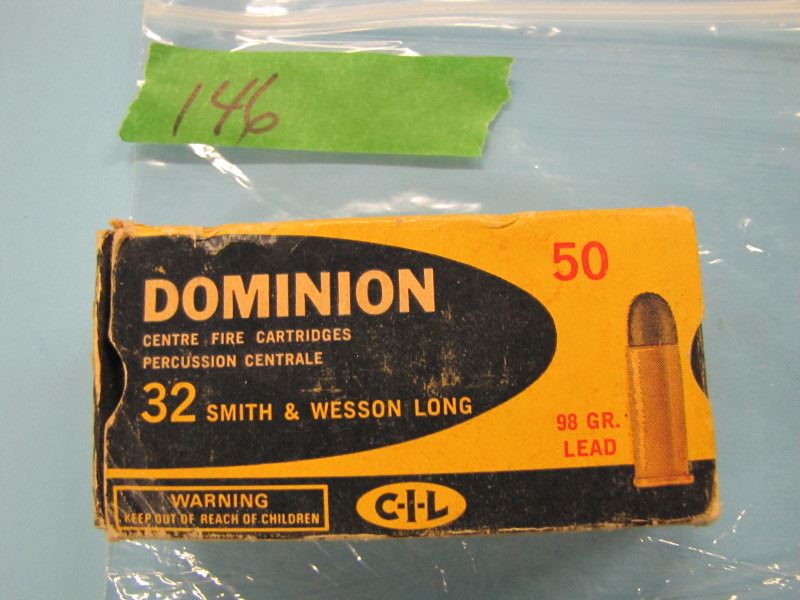 146
DOMINION
50
CENTRE FIRE CARTRIDGES
PERCUSSION CENTRALE
32 SMITH & WESSON LONG
98 GR.
LEAD
WARNING
KEEP OUT OF REACH OF CHILDREN
C-I-L